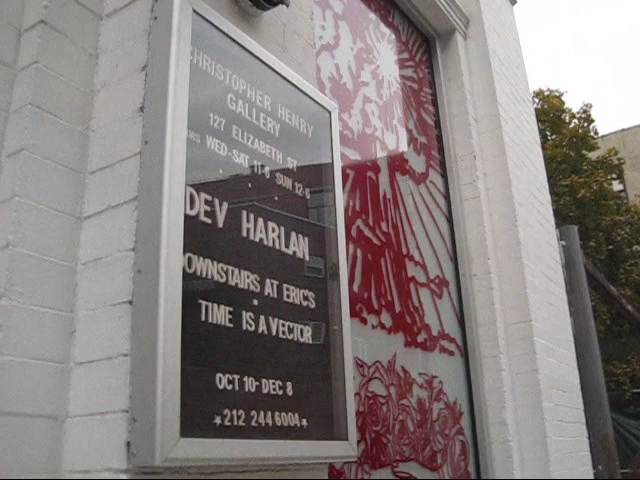 CHRISTOPHER HENRY
GALLERY
127 ELIZABETH ST
HRS WED-SAT 11-6 SUN 12-6
DEV HARLAN
DOWNSTAIRS AT ERIC'S
TIME IS A VECTOR
OCT 10-DEC 8
*212 244 6004*